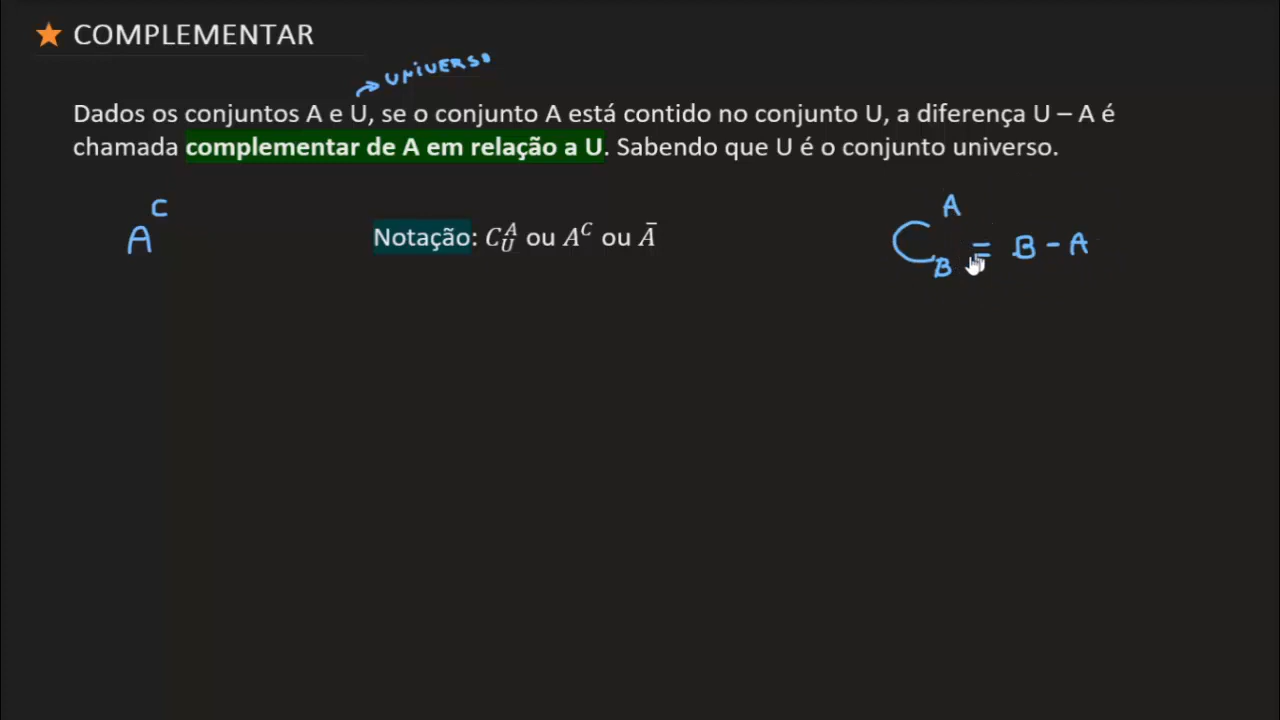 ★ COMPLEMENTAR
UNIVERSO
Dados os conjuntos A e U, se o conjunto A está contido no conjunto U, a diferença U – A é
chamada complementar de A em relação a U. Sabendo que U é o conjunto universo.
A^C
Notação: C_U^A ou A^C ou Ā
C_B^A = B - A